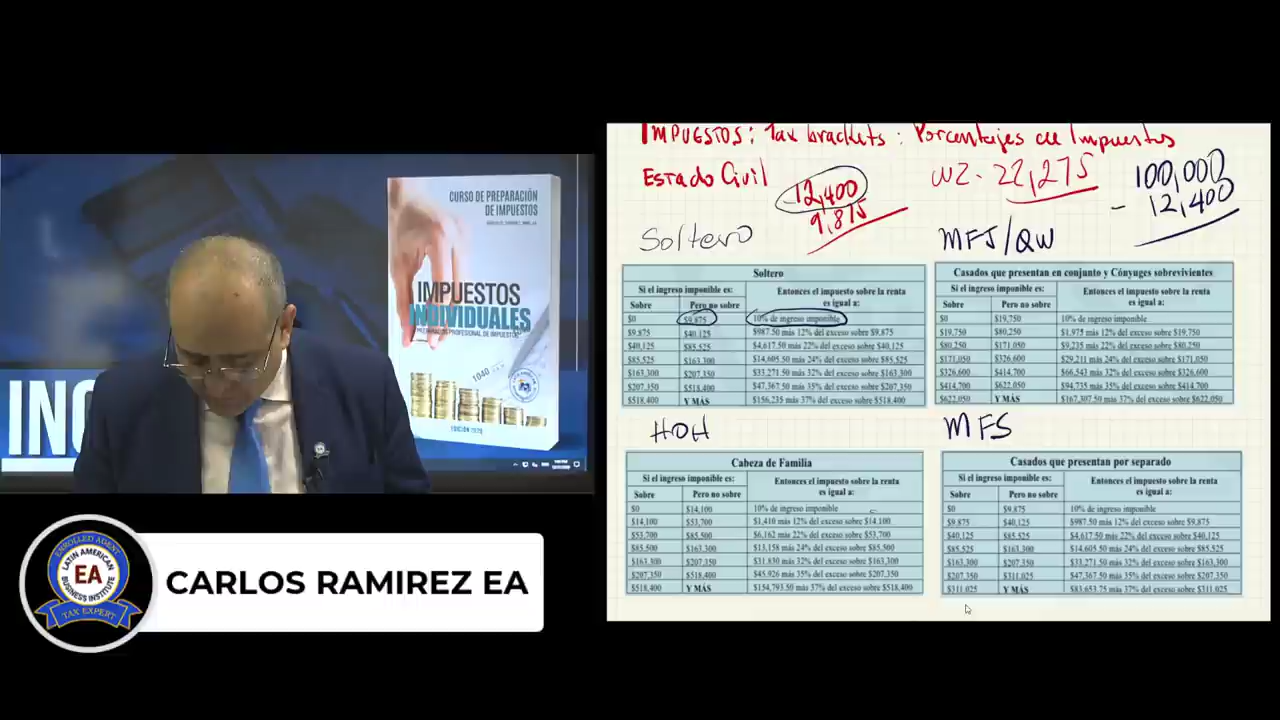 CURSO DE PREPARACIÓN
DE IMPUESTOS
IMPUESTOS
INDIVIDUALES
1040
EDICIÓN 2020
ENROLLED AGENT
LATIN AMERICAN
EA
BUSINESS INSTITUTE
TAX EXPERT
CARLOS RAMIREZ EA
IMPUESTOS: Tax brackets: Porcentajes de Impuestos
Estado Civil
-12,400
9,875
W2 - 22,275
100,000
- 12,400
Soltero
MFJ/QW
Soltero
Si el ingreso imponible es: Entonces el impuesto sobre la renta
Sobre Pero no sobre es igual a:
$0 $9,875 10% de ingreso imponible
$9,875 $40,125 $987.50 más 12% del exceso sobre $9,875
$40,125 $85,525 $4,617.50 más 22% del exceso sobre $40,125
$85,525 $163,300 $14,605.50 más 24% del exceso sobre $85,525
$163,300 $207,350 $33,271.50 más 32% del exceso sobre $163,300
$207,350 $518,400 $47,367.50 más 35% del exceso sobre $207,350
$518,400 Y MÁS $156,235 más 37% del exceso sobre $518,400
Casados que presentan en conjunto y Cónyuges sobrevivientes
Si el ingreso imponible es: Entonces el impuesto sobre la renta
Sobre Pero no sobre es igual a:
$0 $19,750 10% de ingreso imponible
$19,750 $80,250 $1,975 más 12% del exceso sobre $19,750
$80,250 $171,050 $9,235 más 22% del exceso sobre $80,250
$171,050 $326,600 $29,211 más 24% del exceso sobre $171,050
$326,600 $414,700 $66,543 más 32% del exceso sobre $326,600
$414,700 $622,050 $94,735 más 35% del exceso sobre $414,700
$622,050 Y MÁS $167,307.50 más 37% del exceso sobre $622,050
HOH
MFS
Cabeza de Familia
Si el ingreso imponible es: Entonces el impuesto sobre la renta
Sobre Pero no sobre es igual a:
$0 $14,100 10% de ingreso imponible
$14,100 $53,700 $1,410 más 12% del exceso sobre $14,100
$53,700 $85,500 $6,162 más 22% del exceso sobre $53,700
$85,500 $163,300 $13,158 más 24% del exceso sobre $85,500
$163,300 $207,350 $31,830 más 32% del exceso sobre $163,300
$207,350 $518,400 $45,926 más 35% del exceso sobre $207,350
$518,400 Y MÁS $154,793.50 más 37% del exceso sobre $518,400
Casados que presentan por separado
Si el ingreso imponible es: Entonces el impuesto sobre la renta
Sobre Pero no sobre es igual a:
$0 $9,875 10% de ingreso imponible
$9,875 $40,125 $987.50 más 12% del exceso sobre $9,875
$40,125 $85,525 $4,617.50 más 22% del exceso sobre $40,125
$85,525 $163,300 $14,605.50 más 24% del exceso sobre $85,525
$163,300 $207,350 $33,271.50 más 32% del exceso sobre $163,300
$207,350 $311,025 $47,367.50 más 35% del exceso sobre $207,350
$311,025 Y MÁS $83,653.75 más 37% del exceso sobre $311,025